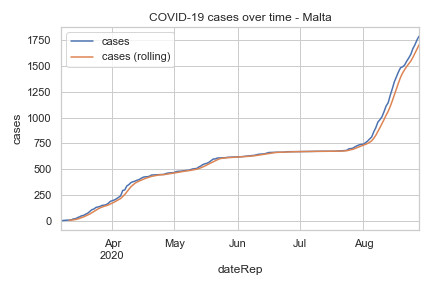 COVID-19 cases over time - Malta
cases
cases (rolling)
1750
1500
1250
1000
750
500
250
0
cases
Apr
2020
May
Jun
Jul
Aug
dateRep